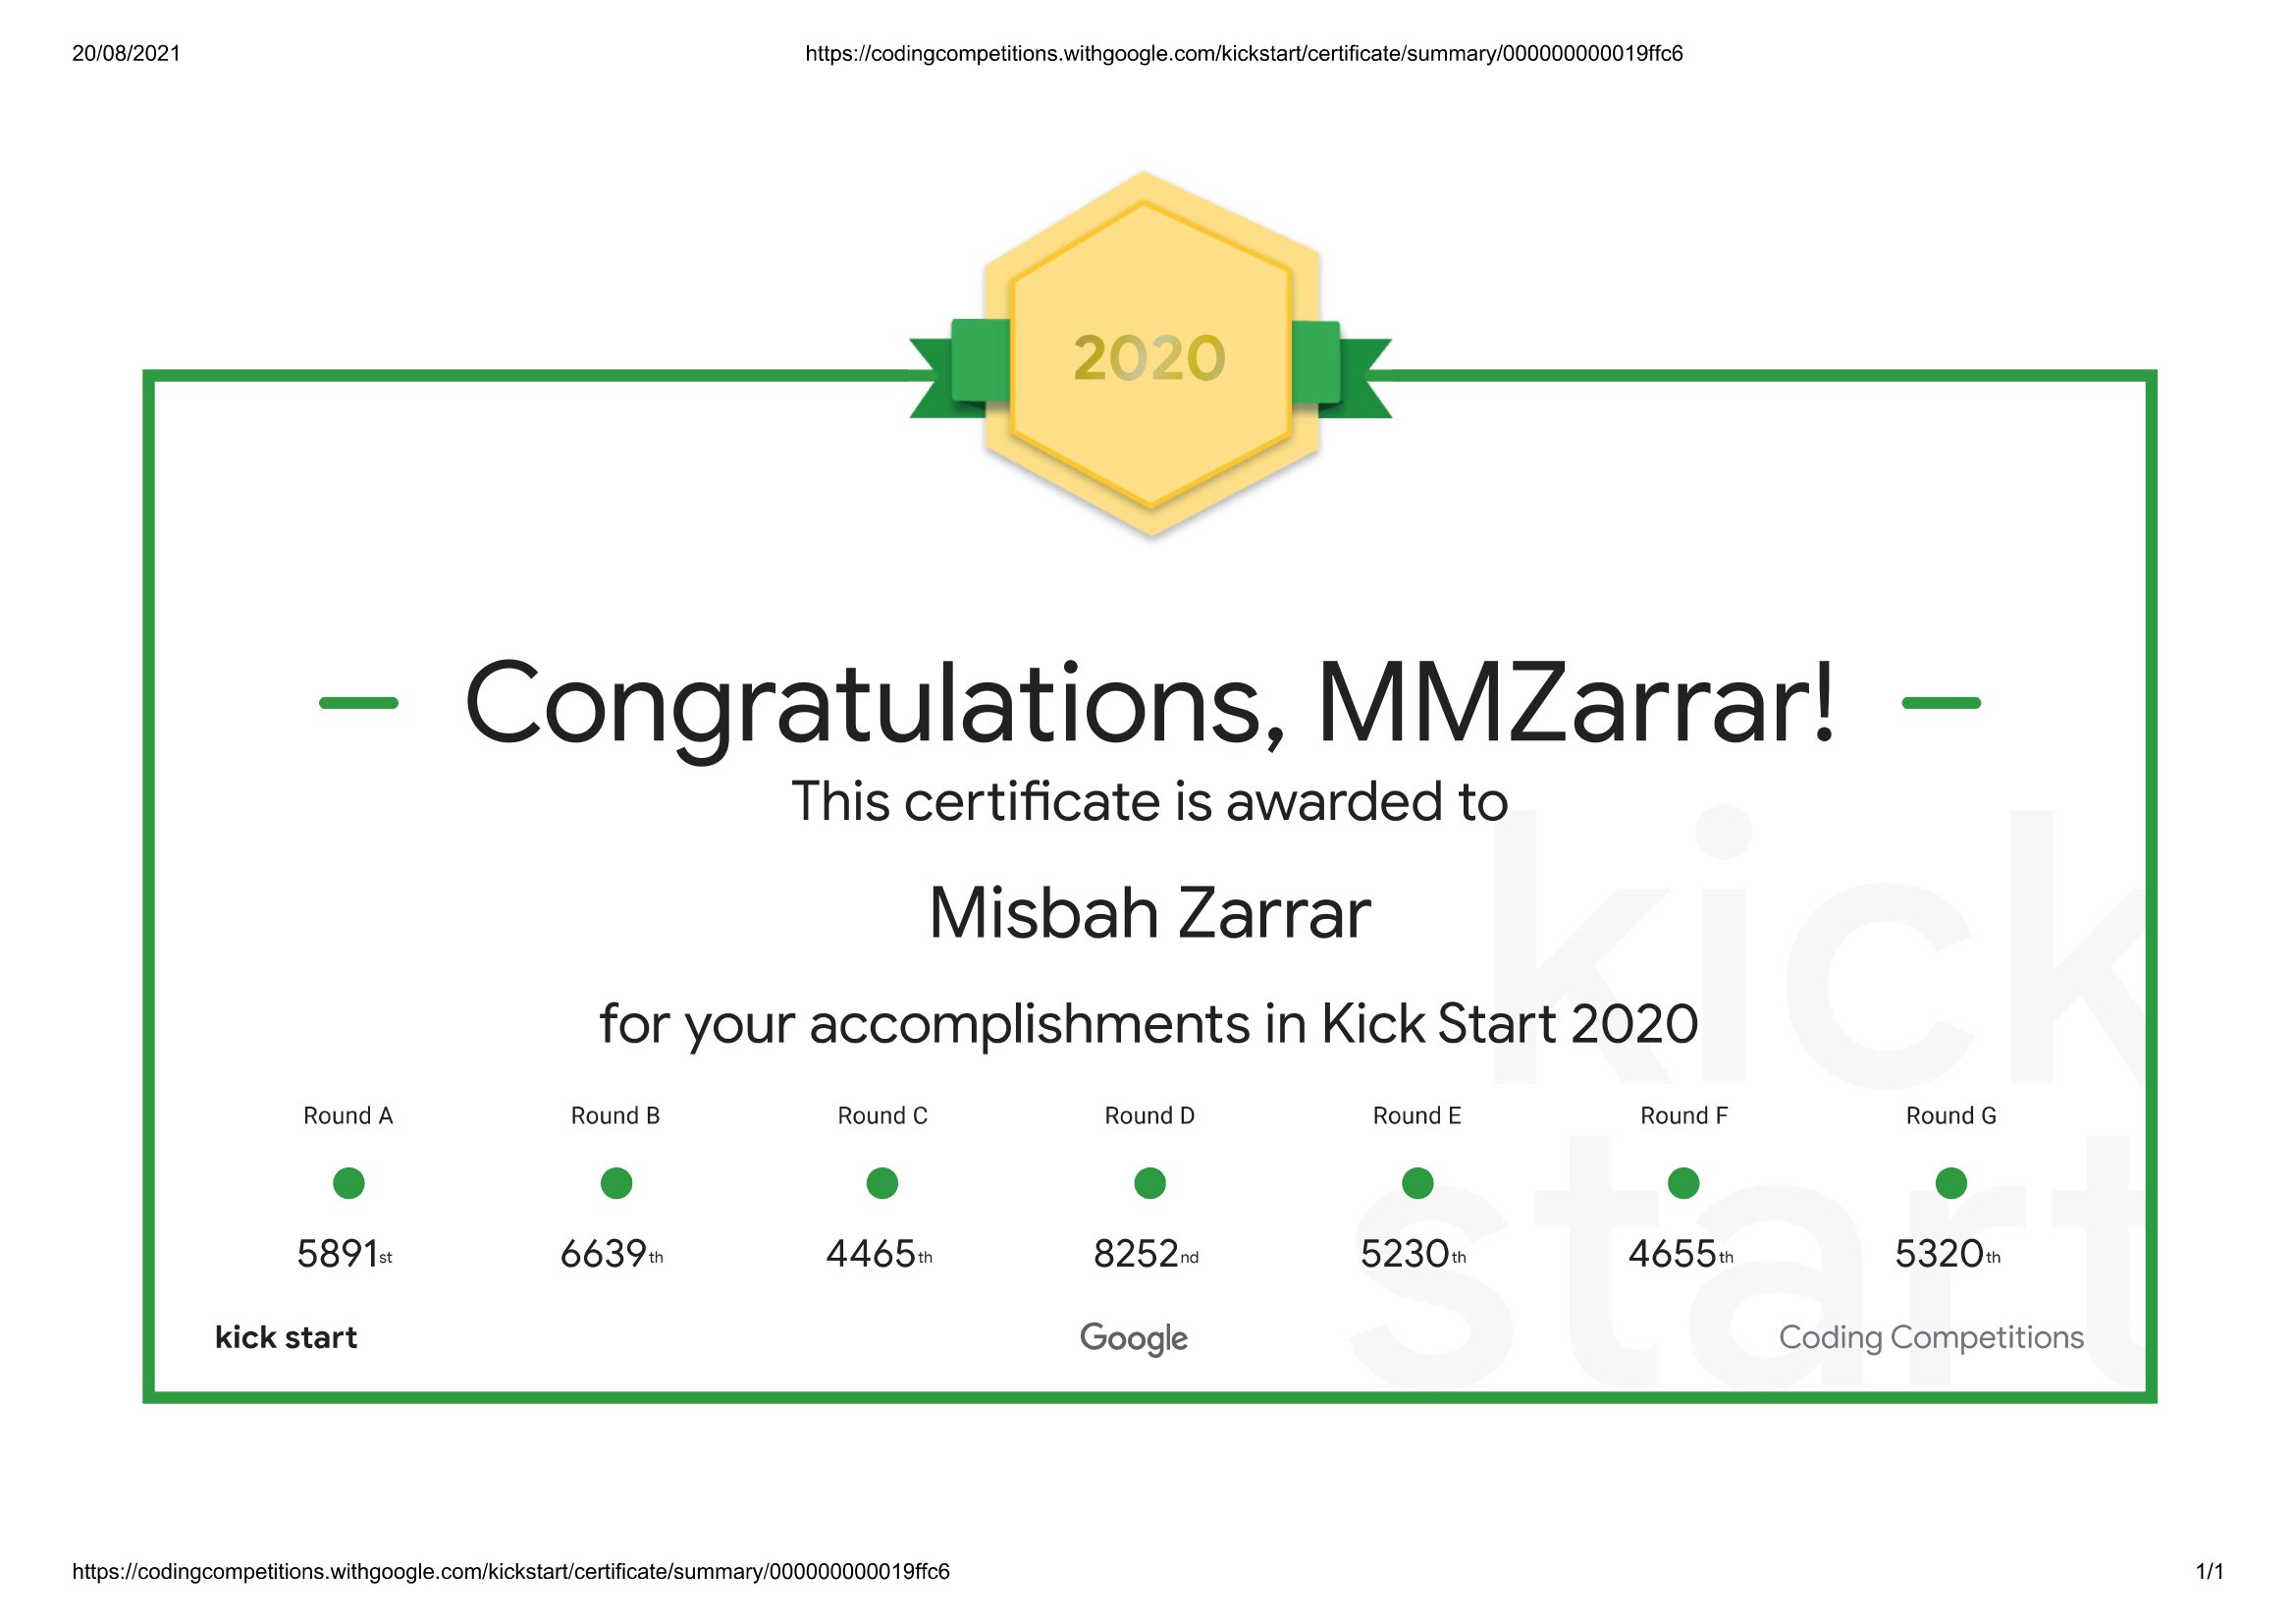 20/08/2021 https://codingcompetitions.withgoogle.com/kickstart/certificate/summary/000000000019ffc6
2020
Congratulations, MMZarrar!
This certificate is awarded to
Misbah Zarrar
for your accomplishments in Kick Start 2020
kick
start
Round A Round B Round C Round D Round E Round F Round G
5891st 6639th 4465th 8252nd 5230th 4655th 5320th
kick start Google Coding Competitions
https://codingcompetitions.withgoogle.com/kickstart/certificate/summary/000000000019ffc6 1/1